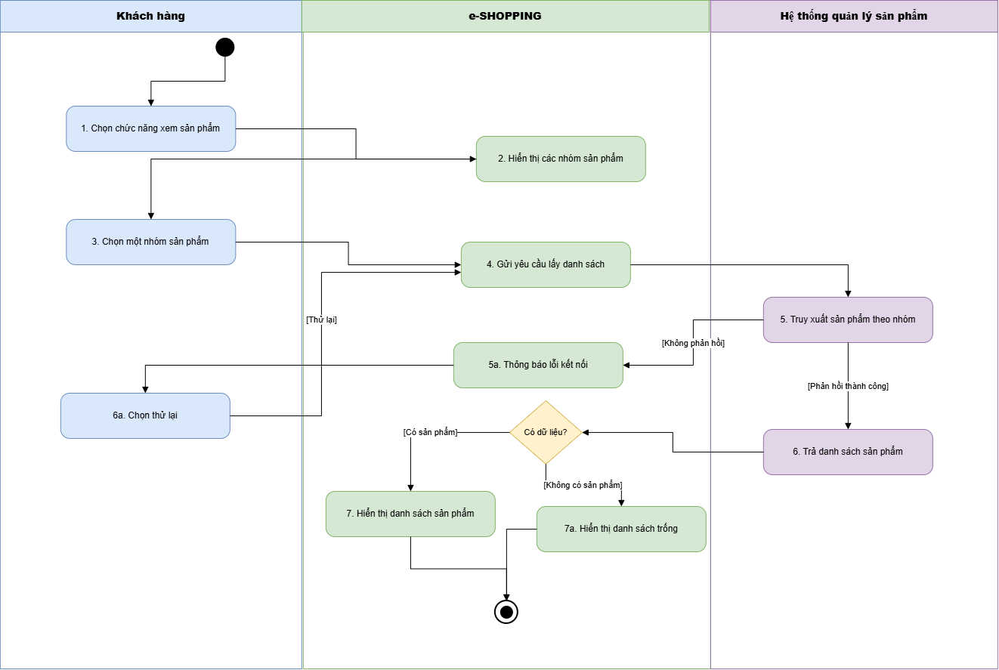 Khách hàng
e-SHOPPING
Hệ thống quản lý sản phẩm
1. Chọn chức năng xem sản phẩm
2. Hiển thị các nhóm sản phẩm
3. Chọn một nhóm sản phẩm
4. Gửi yêu cầu lấy danh sách
5. Truy xuất sản phẩm theo nhóm
[Thử lại]
[Không phản hồi]
5a. Thông báo lỗi kết nối
[Phản hồi thành công]
6a. Chọn thử lại
[Có sản phẩm]
Có dữ liệu?
6. Trả danh sách sản phẩm
[Không có sản phẩm]
7. Hiển thị danh sách sản phẩm
7a. Hiển thị danh sách trống